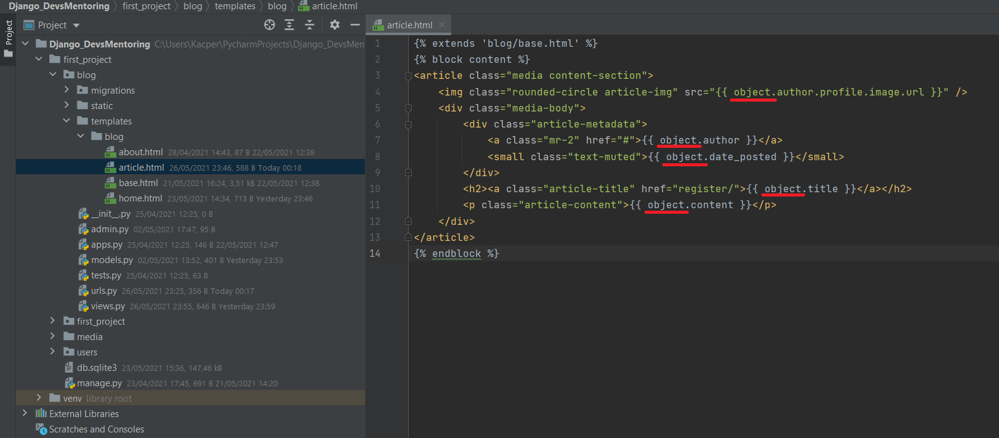 Django_DevsMentoring first_project blog templates blog article.html
Project
Project
article.html
Django_DevsMentoring C:\Users\Kacper\PycharmProjects\Django_DevsMen
first_project
blog
migrations
static
templates
blog
about.html 28/04/2021 14:43, 87 B 22/05/2021 12:38
article.html 26/05/2021 23:46, 588 B Today 00:18
base.html 21/05/2021 16:24, 3,51 kB 22/05/2021 12:38
home.html 23/05/2021 14:34, 713 B Yesterday 23:46
__init__.py 25/04/2021 12:25, 0 B
admin.py 02/05/2021 17:47, 95 B
apps.py 25/04/2021 12:25, 146 B 22/05/2021 12:47
models.py 02/05/2021 13:52, 401 B Yesterday 23:53
tests.py 25/04/2021 12:25, 63 B
urls.py 26/05/2021 23:25, 356 B Today 00:17
views.py 26/05/2021 23:55, 646 B Yesterday 23:59
first_project
media
users
db.sqlite3 23/05/2021 15:36, 147,46 kB
manage.py 23/04/2021 17:45, 691 B 21/05/2021 14:20
venv library root
External Libraries
Scratches and Consoles
1 {% extends 'blog/base.html' %}
2 {% block content %}
3 <article class="media content-section">
4 <img class="rounded-circle article-img" src="{{ object.author.profile.image.url }}" />
5 <div class="media-body">
6 <div class="article-metadata">
7 <a class="mr-2" href="#">{{ object.author }}</a>
8 <small class="text-muted">{{ object.date_posted }}</small>
9 </div>
10 <h2><a class="article-title" href="register/">{{ object.title }}</a></h2>
11 <p class="article-content">{{ object.content }}</p>
12 </div>
13 </article>
14 {% endblock %}